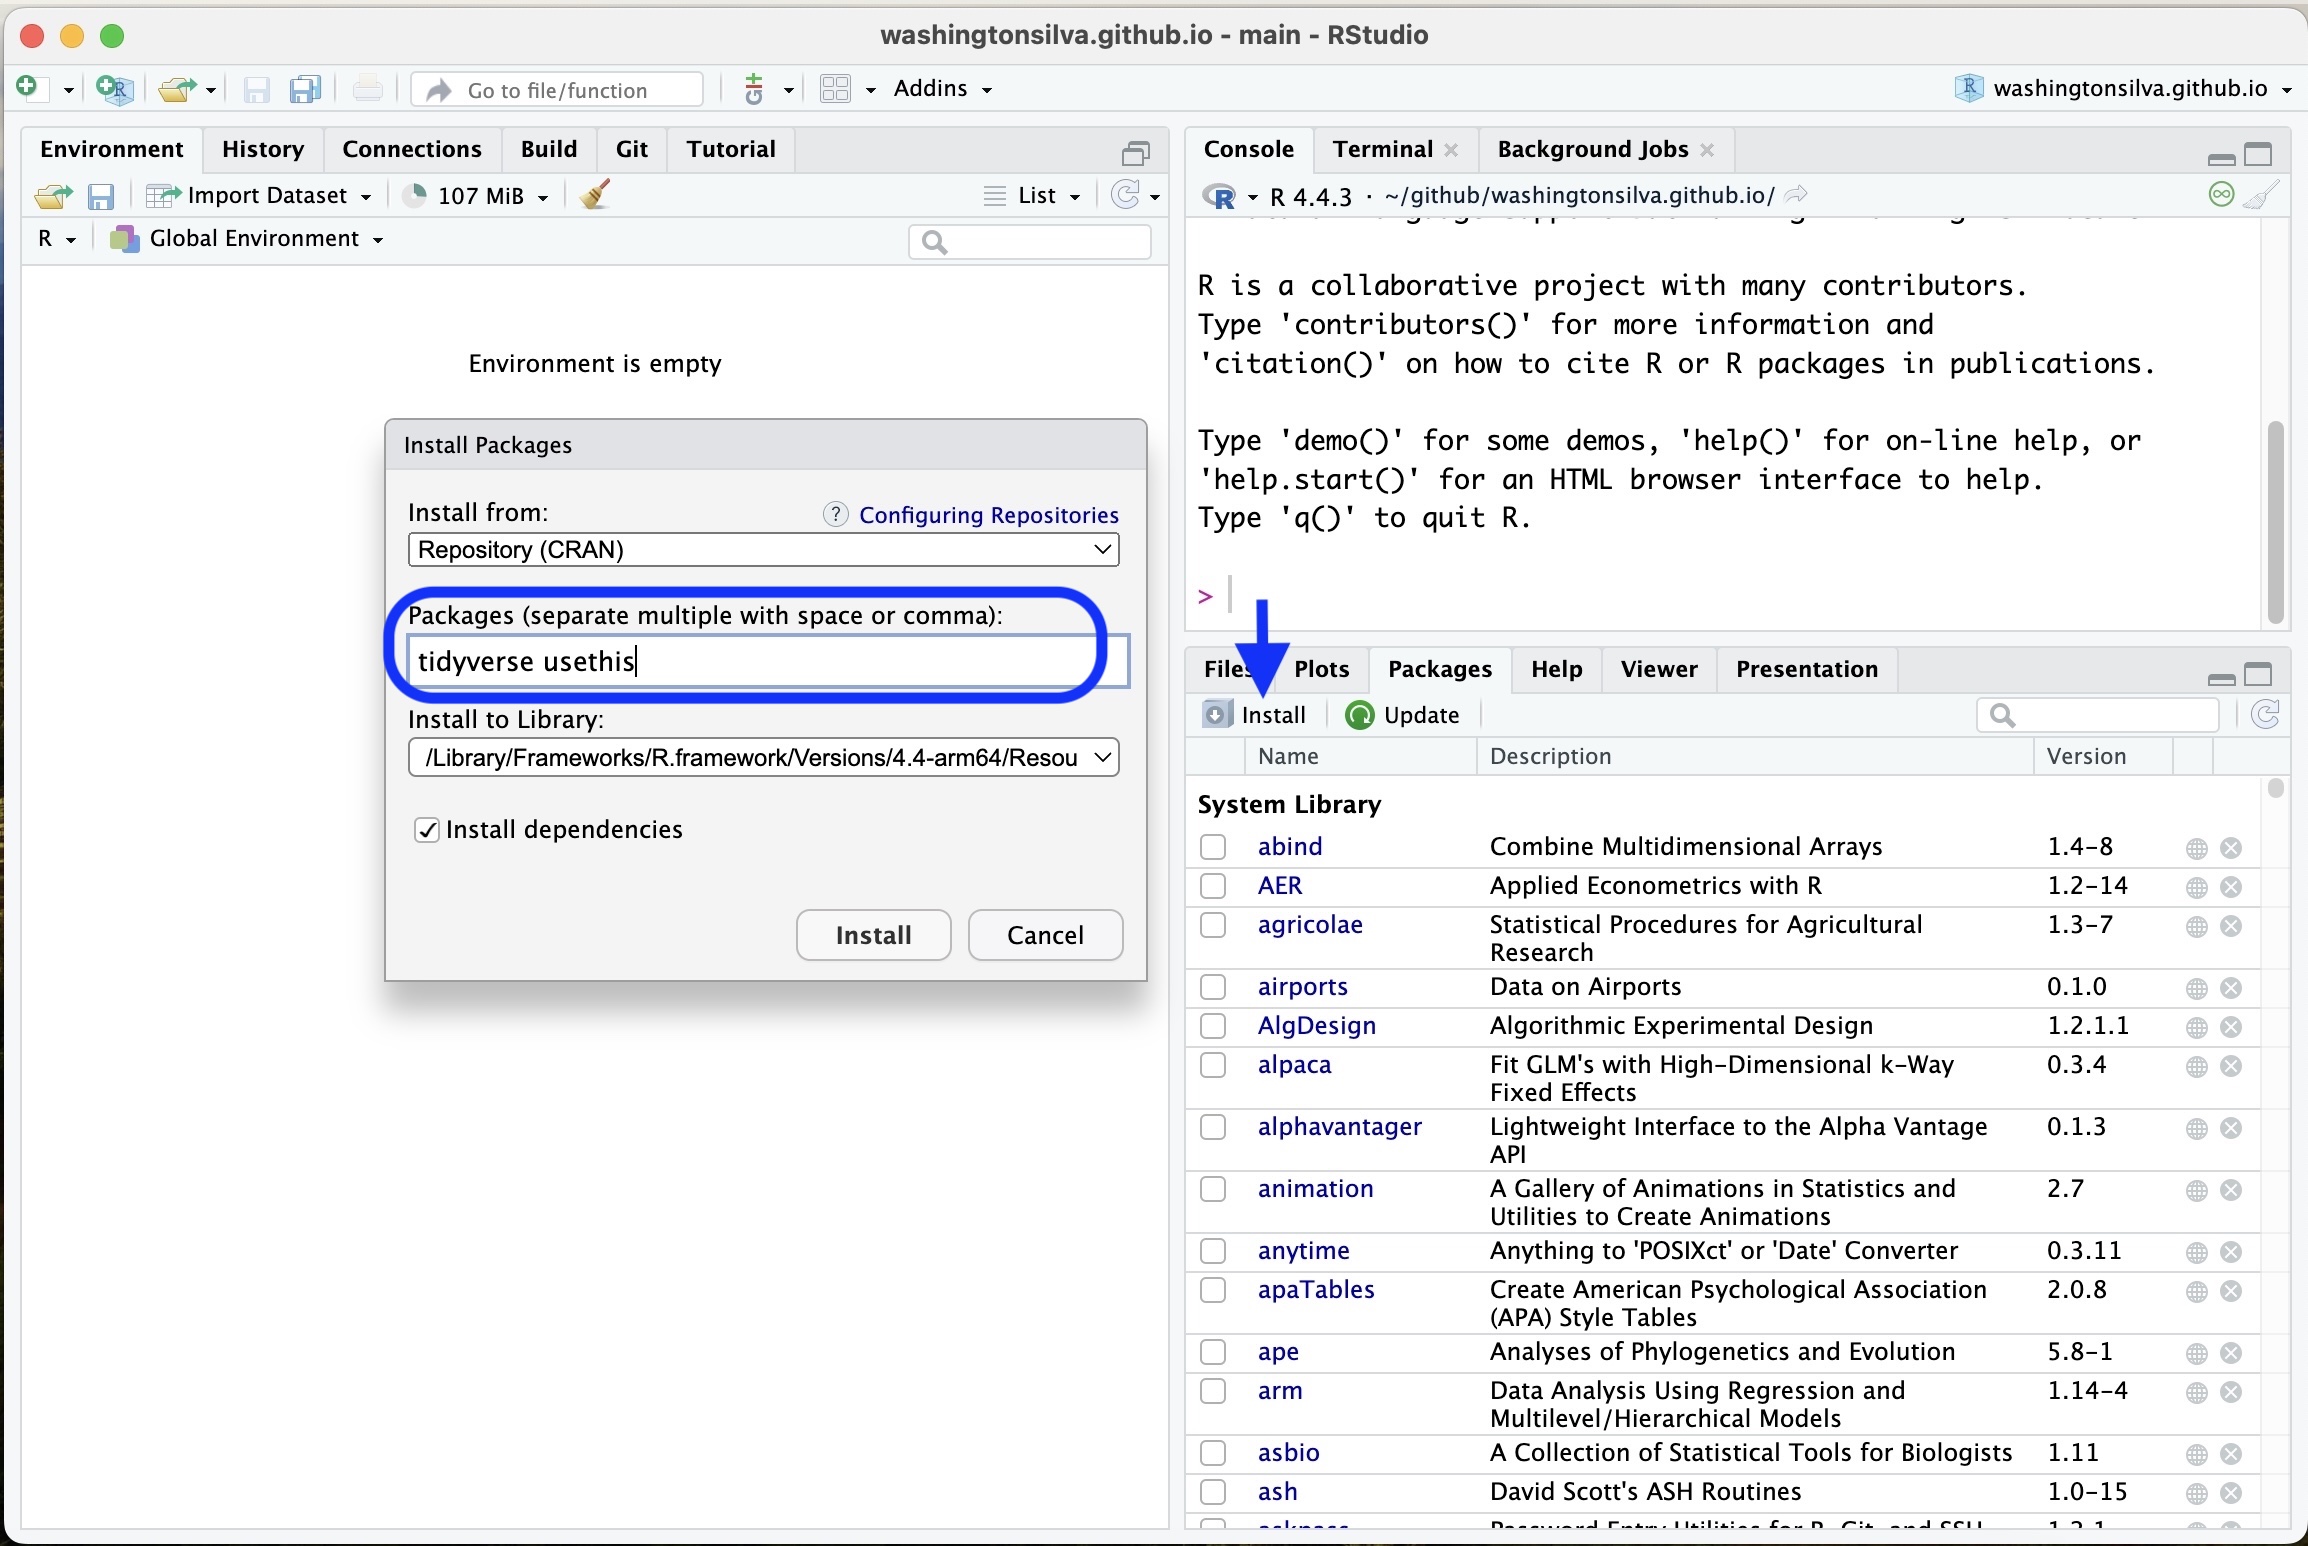 washingtonsilva.github.io - main - RStudio
Go to file/function
Addins
washingtonsilva.github.io
Environment History Connections Build Git Tutorial
Import Dataset 107 MiB List
R Global Environment
Environment is empty
Install Packages
Install from: ? Configuring Repositories
Repository (CRAN)
Packages (separate multiple with space or comma):
tidyverse usethis
Install to Library:
/Library/Frameworks/R.framework/Versions/4.4-arm64/Resou
Install dependencies
Install Cancel
Console Terminal Background Jobs
R 4.4.3 · ~/github/washingtonsilva.github.io/
R is a collaborative project with many contributors.
Type 'contributors()' for more information and
'citation()' on how to cite R or R packages in publications.
Type 'demo()' for some demos, 'help()' for on-line help, or
'help.start()' for an HTML browser interface to help.
Type 'q()' to quit R.
>
Files Plots Packages Help Viewer Presentation
Install Update
Name Description Version
System Library
abind Combine Multidimensional Arrays 1.4-8
AER Applied Econometrics with R 1.2-14
agricolae Statistical Procedures for Agricultural 1.3-7
Research
airports Data on Airports 0.1.0
AlgDesign Algorithmic Experimental Design 1.2.1.1
alpaca Fit GLM's with High-Dimensional k-Way 0.3.4
Fixed Effects
alphavantager Lightweight Interface to the Alpha Vantage 0.1.3
API
animation A Gallery of Animations in Statistics and 2.7
Utilities to Create Animations
anytime Anything to 'POSIXct' or 'Date' Converter 0.3.11
apaTables Create American Psychological Association 2.0.8
(APA) Style Tables
ape Analyses of Phylogenetics and Evolution 5.8-1
arm Data Analysis Using Regression and 1.14-4
Multilevel/Hierarchical Models
asbio A Collection of Statistical Tools for Biologists 1.11
ash David Scott's ASH Routines 1.0-15
askpass Password Entry Utilities for R, Git, and SSH